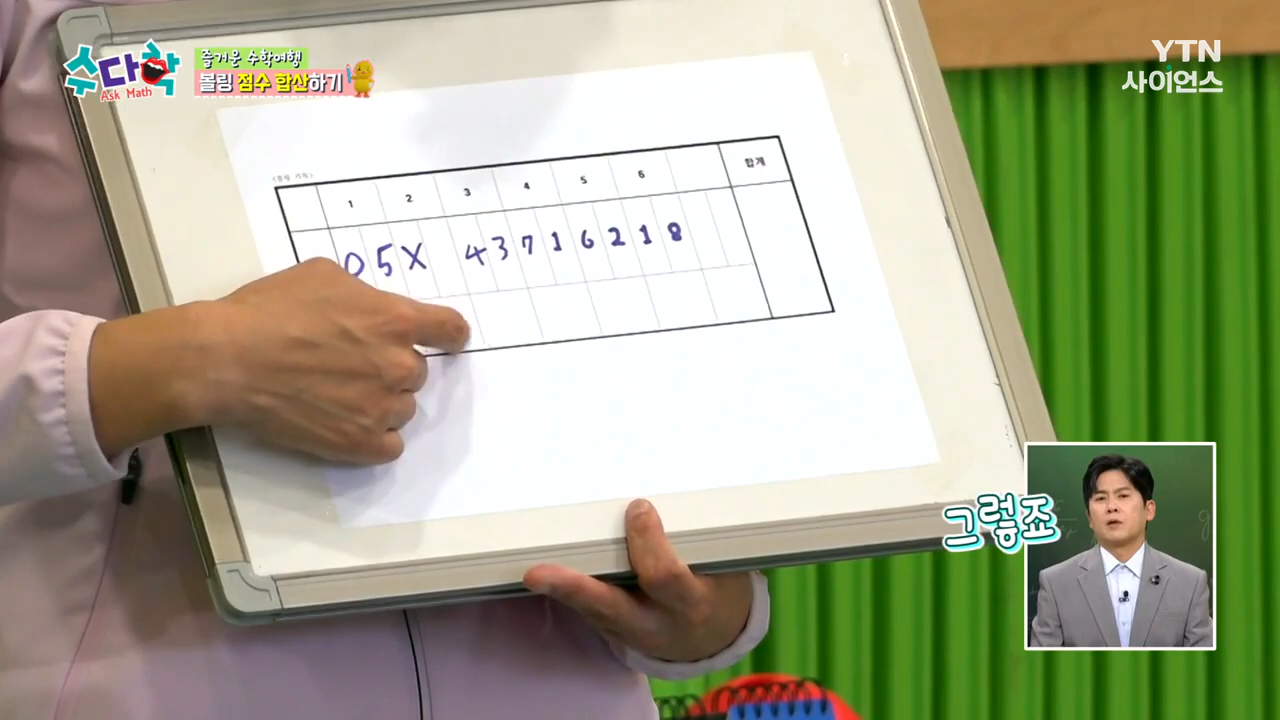 수다학
Ask Math
즐거운 수학여행
볼링 점수 합산하기
YTN
사이언스
1 2 3 4 5 6 합계
0 5 X 4 3 7 1 6 2 1 8
그렇죠